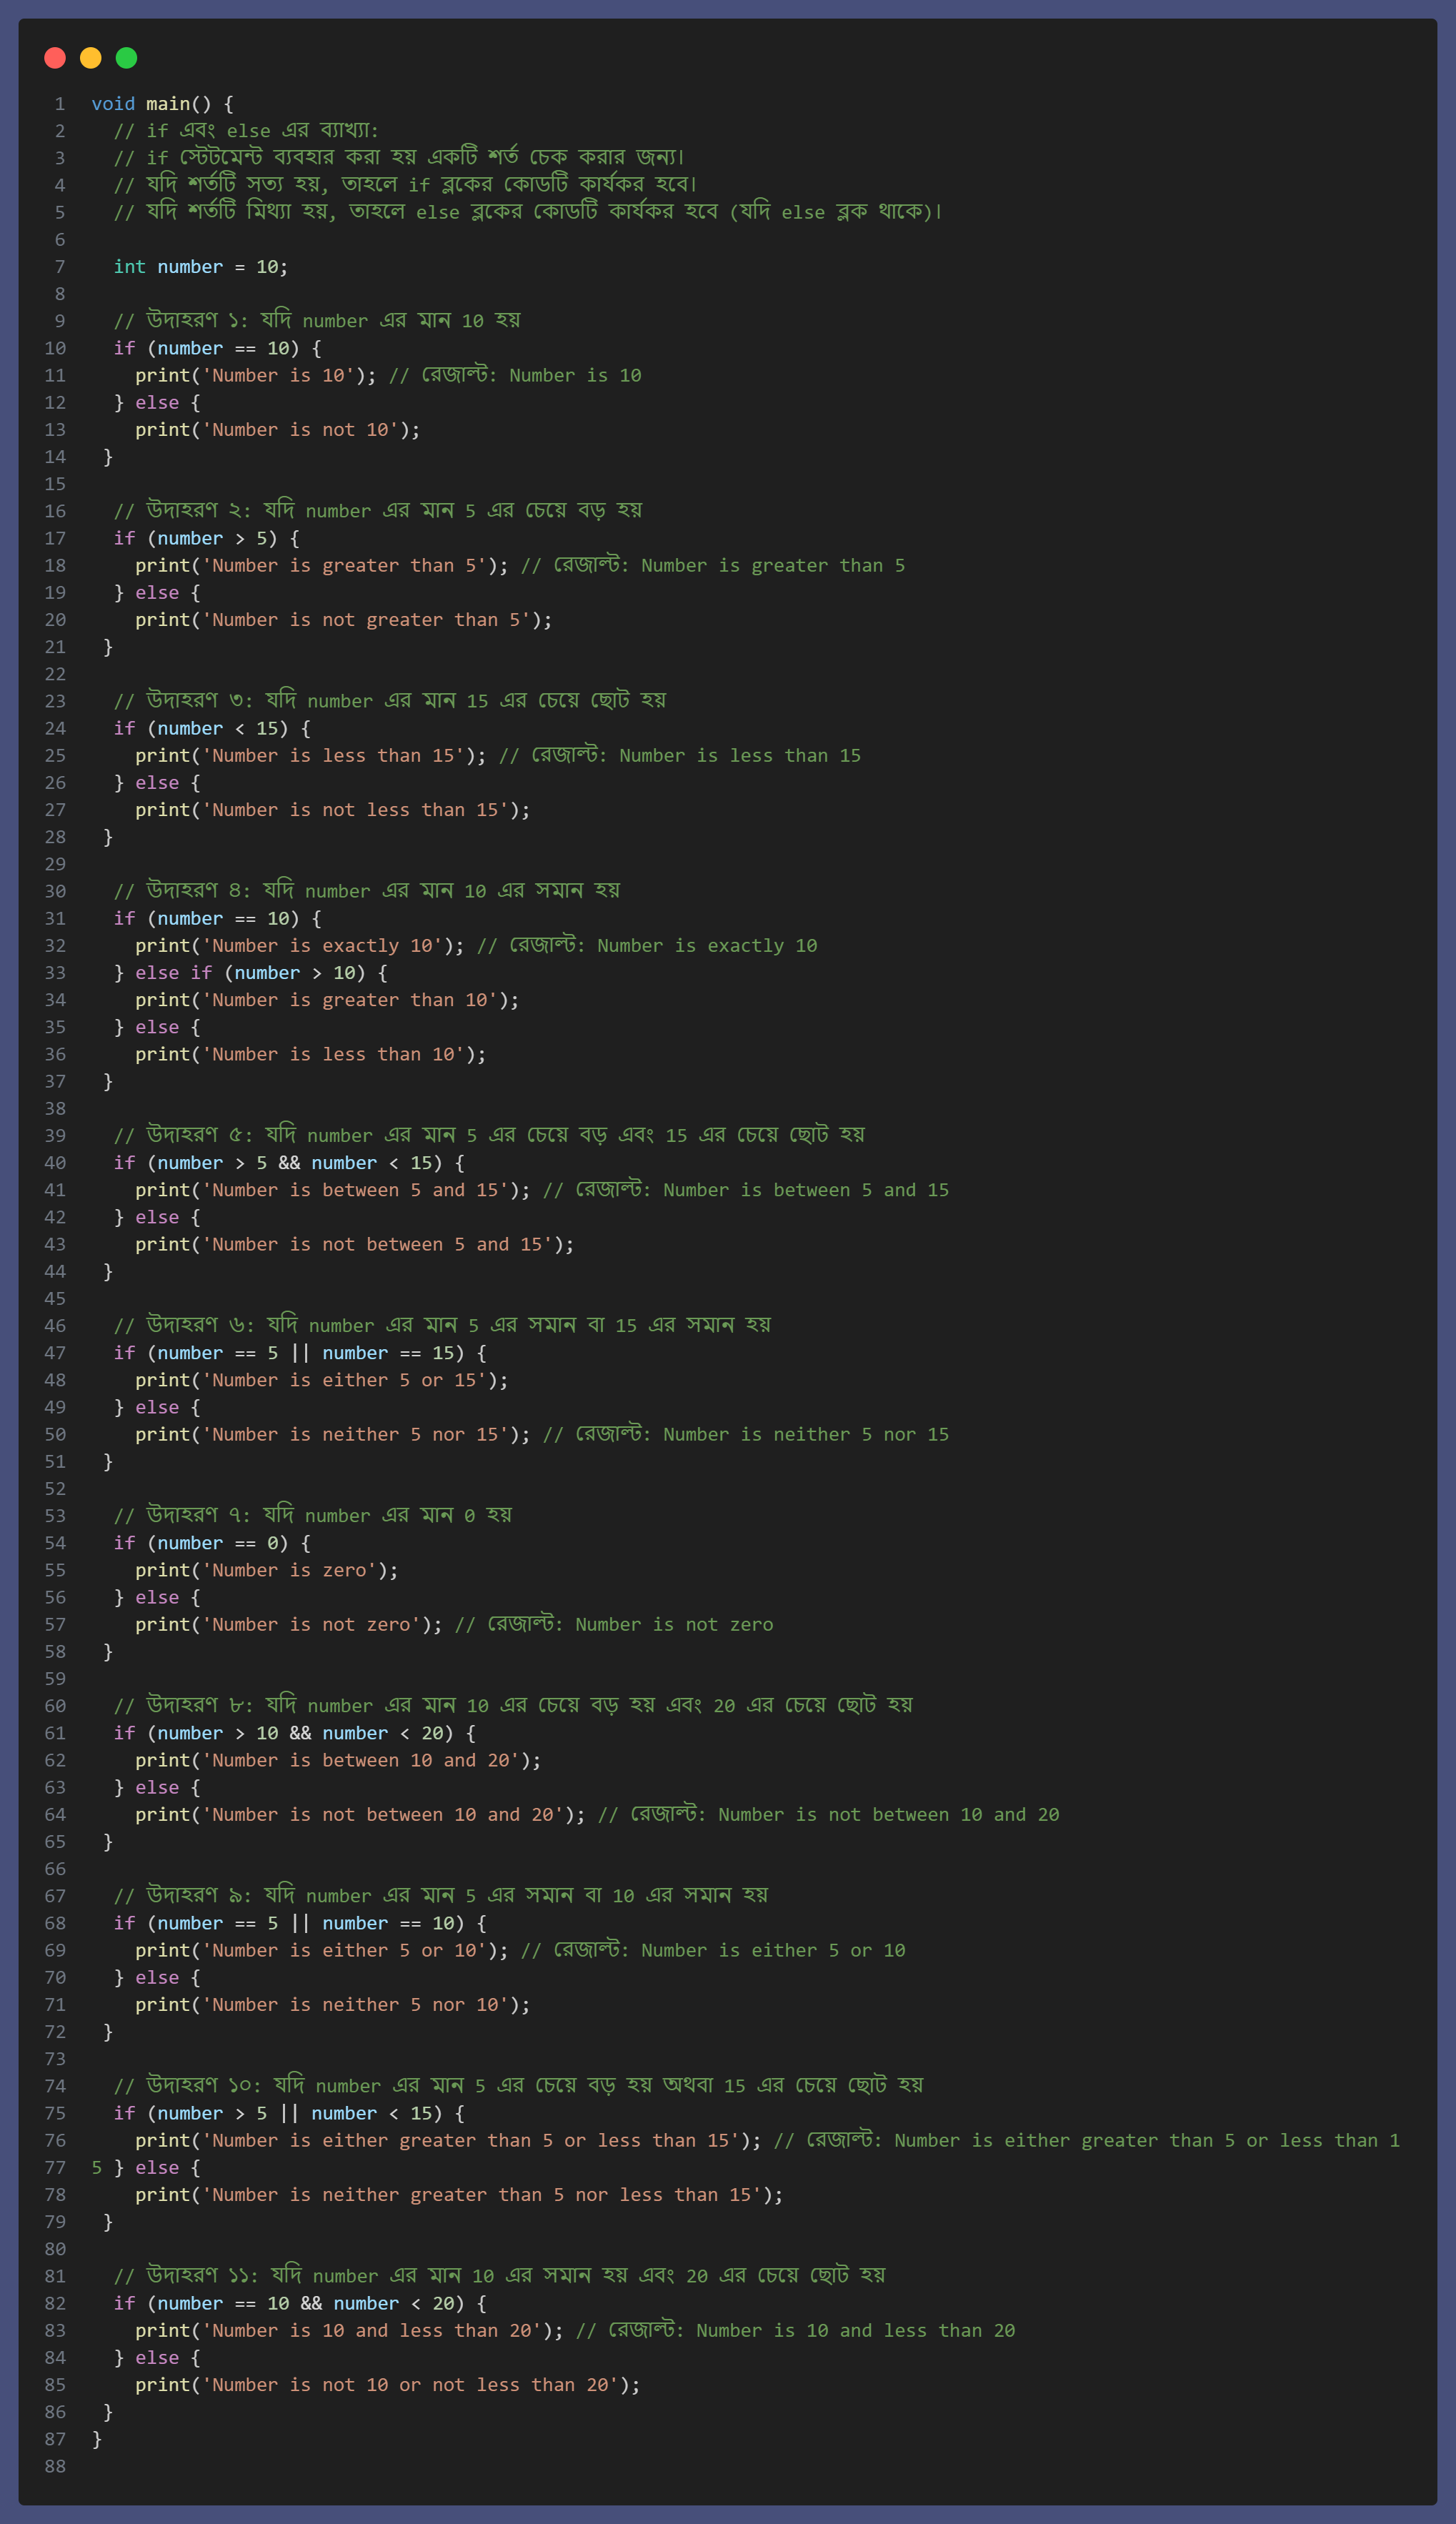 1 void main() {
2 // if এবং else এর ব্যাখ্যা:
3 // if স্টেটমেন্ট ব্যবহার করা হয় একটি শর্ত চেক করার জন্য।
4 // যদি শর্তটি সত্য হয়, তাহলে if ব্লকের কোডটি কার্যকর হবে।
5 // যদি শর্তটি মিথ্যা হয়, তাহলে else ব্লকের কোডটি কার্যকর হবে (যদি else ব্লক থাকে)।
6
7 int number = 10;
8
9 // উদাহরণ ১: যদি number এর মান 10 হয়
10 if (number == 10) {
11 print('Number is 10'); // রেজাল্ট: Number is 10
12 } else {
13 print('Number is not 10');
14 }
15
16 // উদাহরণ ২: যদি number এর মান 5 এর চেয়ে বড় হয়
17 if (number > 5) {
18 print('Number is greater than 5'); // রেজাল্ট: Number is greater than 5
19 } else {
20 print('Number is not greater than 5');
21 }
22
23 // উদাহরণ ৩: যদি number এর মান 15 এর চেয়ে ছোট হয়
24 if (number < 15) {
25 print('Number is less than 15'); // রেজাল্ট: Number is less than 15
26 } else {
27 print('Number is not less than 15');
28 }
29
30 // উদাহরণ ৪: যদি number এর মান 10 এর সমান হয়
31 if (number == 10) {
32 print('Number is exactly 10'); // রেজাল্ট: Number is exactly 10
33 } else if (number > 10) {
34 print('Number is greater than 10');
35 } else {
36 print('Number is less than 10');
37 }
38
39 // উদাহরণ ৫: যদি number এর মান 5 এর চেয়ে বড় এবং 15 এর চেয়ে ছোট হয়
40 if (number > 5 && number < 15) {
41 print('Number is between 5 and 15'); // রেজাল্ট: Number is between 5 and 15
42 } else {
43 print('Number is not between 5 and 15');
44 }
45
46 // উদাহরণ ৬: যদি number এর মান 5 এর সমান বা 15 এর সমান হয়
47 if (number == 5 || number == 15) {
48 print('Number is either 5 or 15');
49 } else {
50 print('Number is neither 5 nor 15'); // রেজাল্ট: Number is neither 5 nor 15
51 }
52
53 // উদাহরণ ৭: যদি number এর মান 0 হয়
54 if (number == 0) {
55 print('Number is zero');
56 } else {
57 print('Number is not zero'); // রেজাল্ট: Number is not zero
58 }
59
60 // উদাহরণ ৮: যদি number এর মান 10 এর চেয়ে বড় হয় এবং 20 এর চেয়ে ছোট হয়
61 if (number > 10 && number < 20) {
62 print('Number is between 10 and 20');
63 } else {
64 print('Number is not between 10 and 20'); // রেজাল্ট: Number is not between 10 and 20
65 }
66
67 // উদাহরণ ৯: যদি number এর মান 5 এর সমান বা 10 এর সমান হয়
68 if (number == 5 || number == 10) {
69 print('Number is either 5 or 10'); // রেজাল্ট: Number is either 5 or 10
70 } else {
71 print('Number is neither 5 nor 10');
72 }
73
74 // উদাহরণ ১০: যদি number এর মান 5 এর চেয়ে বড় হয় অথবা 15 এর চেয়ে ছোট হয়
75 if (number > 5 || number < 15) {
76 print('Number is either greater than 5 or less than 15'); // রেজাল্ট: Number is either greater than 5 or less than 1
77 5 } else {
78 print('Number is neither greater than 5 nor less than 15');
79 }
80
81 // উদাহরণ ১১: যদি number এর মান 10 এর সমান হয় এবং 20 এর চেয়ে ছোট হয়
82 if (number == 10 && number < 20) {
83 print('Number is 10 and less than 20'); // রেজাল্ট: Number is 10 and less than 20
84 } else {
85 print('Number is not 10 or not less than 20');
86 }
87 }
88